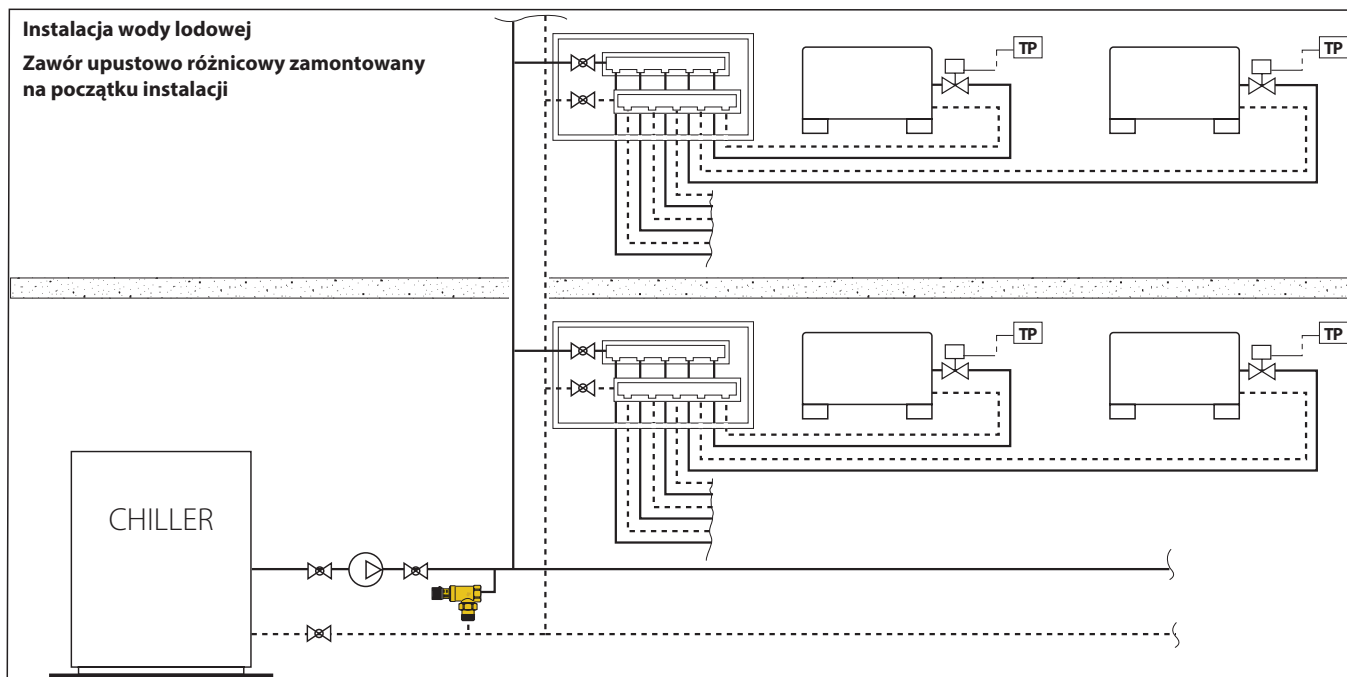 Instalacja wody lodowej
Zawór upustowo różnicowy zamontowany
na początku instalacji
TP
TP
TP
TP
CHILLER